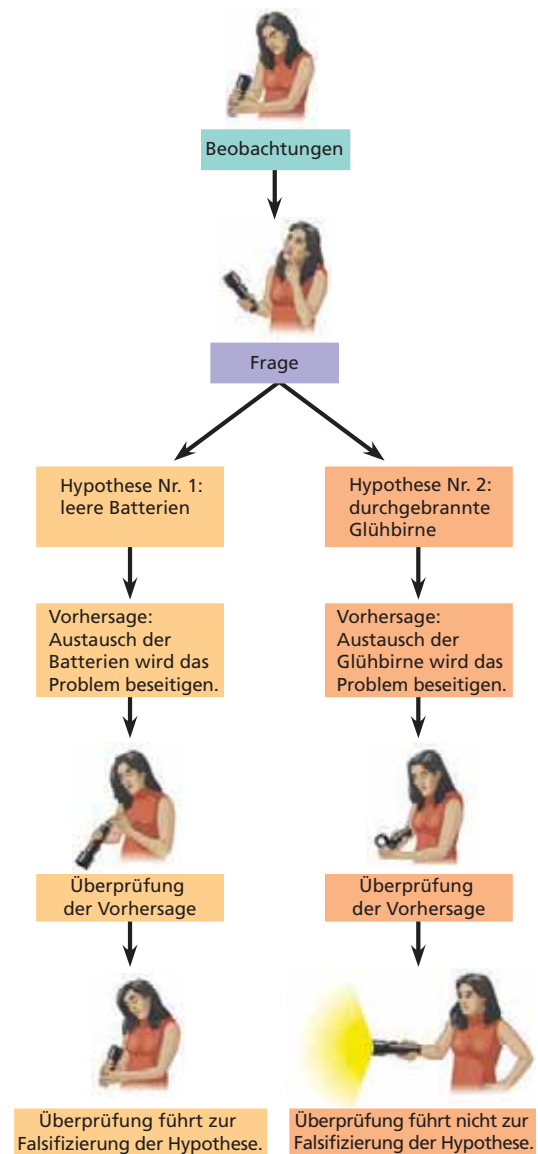 Beobachtungen
Frage
Hypothese Nr. 1:
leere Batterien
Vorhersage:
Austausch der
Batterien wird das
Problem beseitigen.
Überprüfung
der Vorhersage
Überprüfung führt zur
Falsifizierung der Hypothese.
Hypothese Nr. 2:
durchgebrannte
Glühbirne
Vorhersage:
Austausch der
Glühbirne wird das
Problem beseitigen.
Überprüfung
der Vorhersage
Überprüfung führt nicht zur
Falsifizierung der Hypothese.